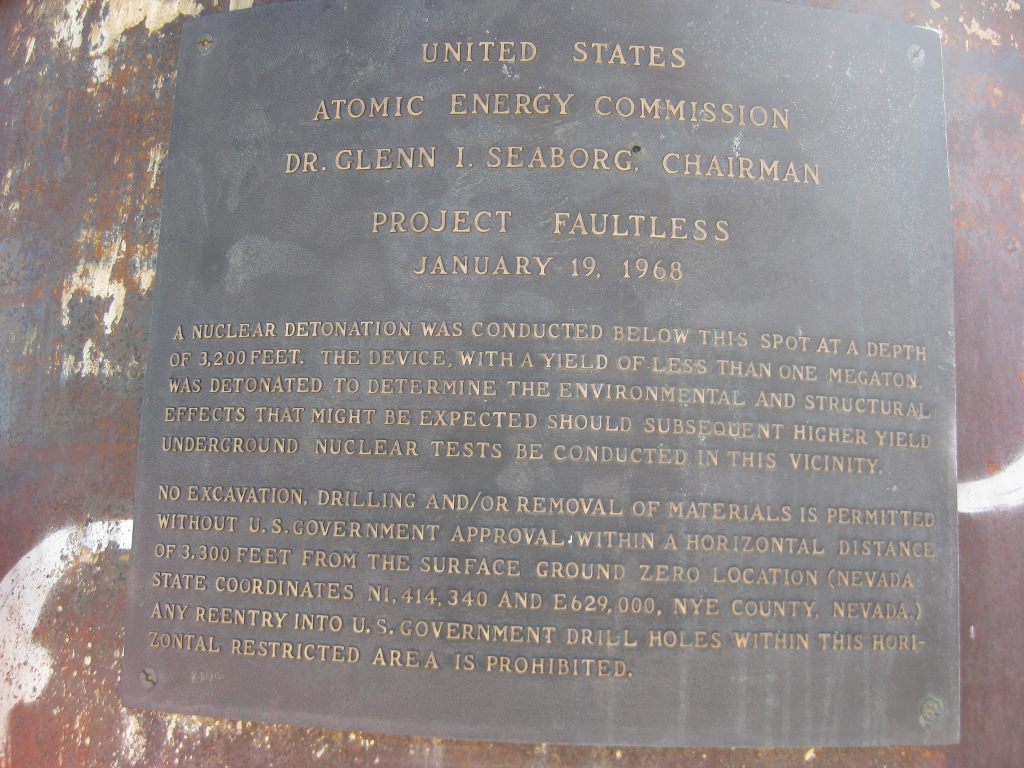 UNITED STATES
ATOMIC ENERGY COMMISSION
DR. GLENN I. SEABORG, CHAIRMAN
PROJECT FAULTLESS
JANUARY 19, 1968
A NUCLEAR DETONATION WAS CONDUCTED BELOW THIS SPOT AT A DEPTH
OF 3,200 FEET. THE DEVICE, WITH A YIELD OF LESS THAN ONE MEGATON,
WAS DETONATED TO DETERMINE THE ENVIRONMENTAL AND STRUCTURAL
EFFECTS THAT MIGHT BE EXPECTED SHOULD SUBSEQUENT HIGHER YIELD
UNDERGROUND NUCLEAR TESTS BE CONDUCTED IN THIS VICINITY.
NO EXCAVATION, DRILLING AND/OR REMOVAL OF MATERIALS IS PERMITTED
WITHOUT U.S. GOVERNMENT APPROVAL, WITHIN A HORIZONTAL DISTANCE
OF 3,300 FEET FROM THE SURFACE GROUND ZERO LOCATION (NEVADA
STATE COORDINATES N1,414,340 AND E629,000, NYE COUNTY, NEVADA.)
ANY REENTRY INTO U.S. GOVERNMENT DRILL HOLES WITHIN THIS HORI-
ZONTAL RESTRICTED AREA IS PROHIBITED.